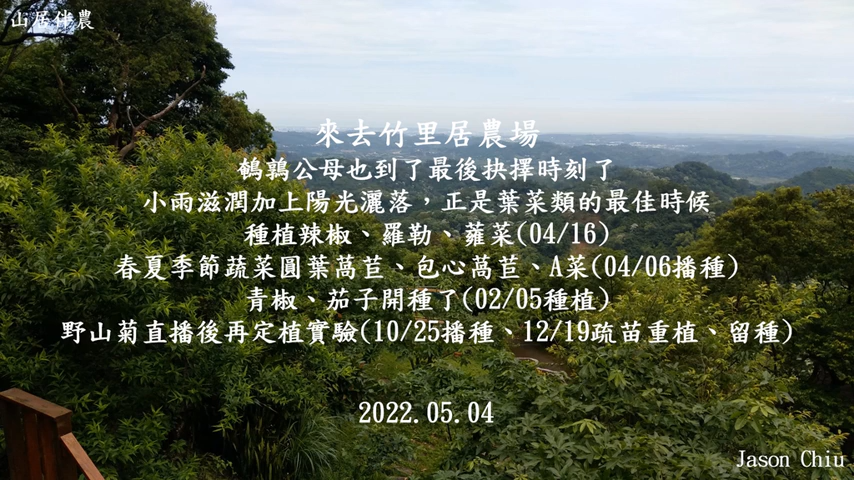 山居伴農
來去竹里居農場
鵪鶉公母也到了最後抉擇時刻了
小雨滋潤加上陽光灑落，正是葉菜類的最佳時候
種植辣椒、羅勒、蕹菜(04/16)
春夏季節蔬菜圓葉萵苣、包心萵苣、A菜(04/06播種)
青椒、茄子開種了(02/05種植)
野山菊直播後再定植實驗(10/25播種、12/19疏苗重植、留種)
2022.05.04
Jason Chiu